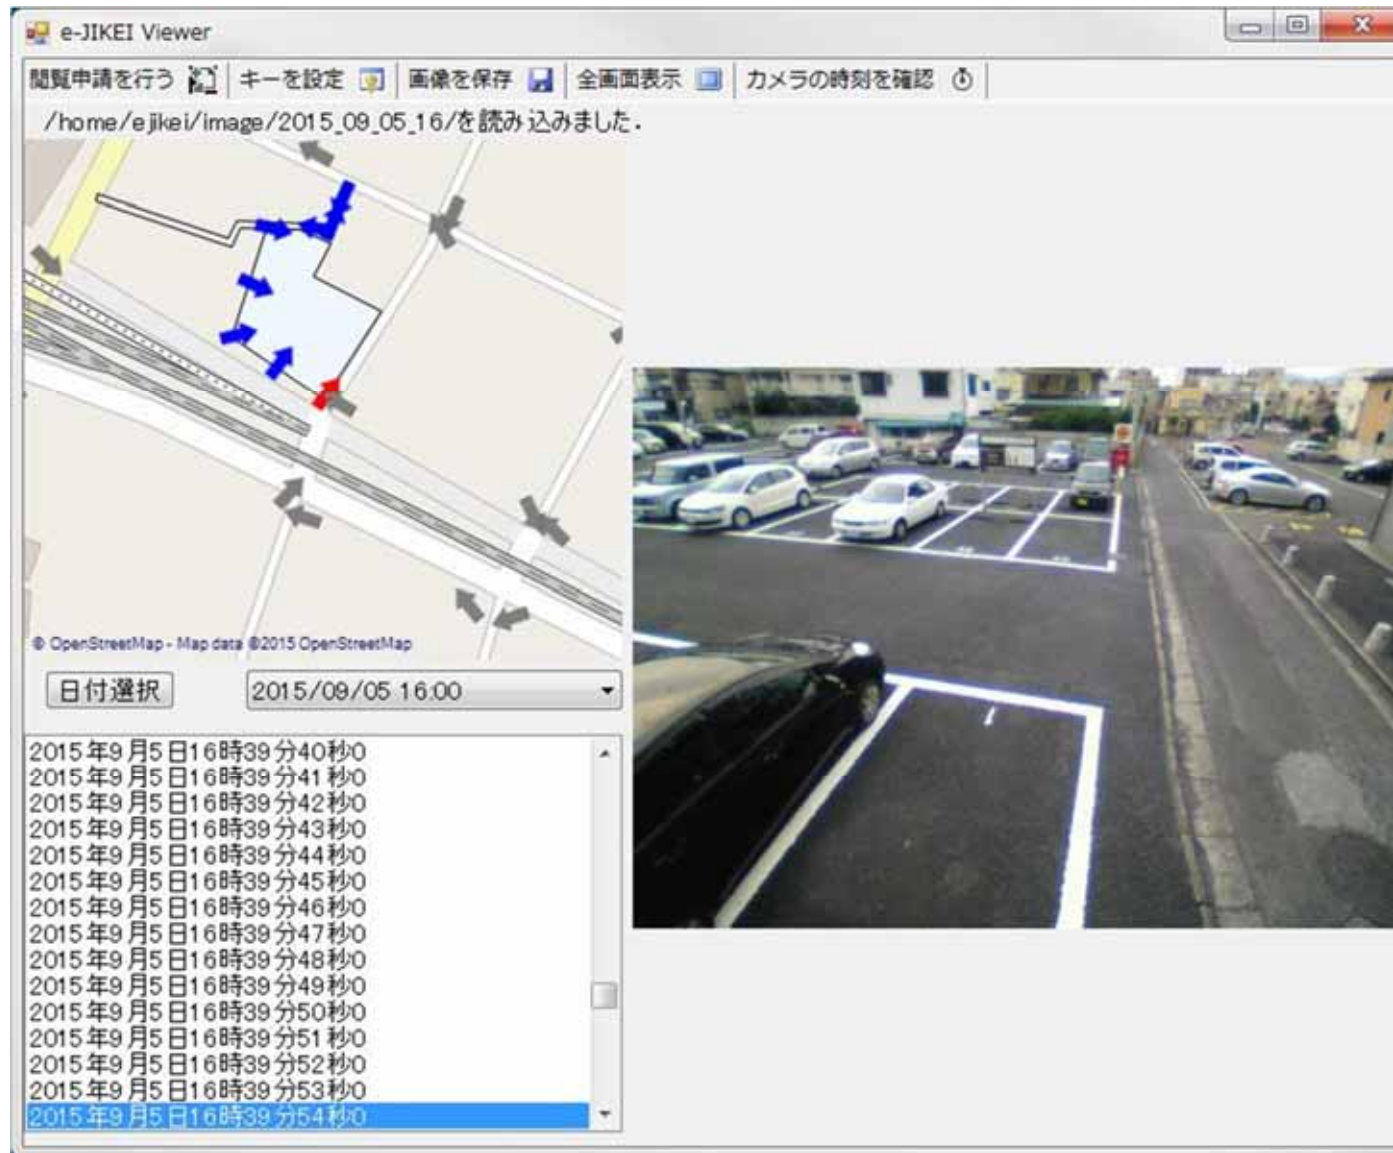 e-JIKEI Viewer
閲覧申請を行う キーを設定 画像を保存 全画面表示 カメラの時刻を確認
/home/ejikei/image/2015_09_05_16/を読み込みました.
© OpenStreetMap - Map data ©2015 OpenStreetMap
日付選択 2015/09/05 16:00
2015年9月5日16時39分40秒0
2015年9月5日16時39分41秒0
2015年9月5日16時39分42秒0
2015年9月5日16時39分43秒0
2015年9月5日16時39分44秒0
2015年9月5日16時39分45秒0
2015年9月5日16時39分46秒0
2015年9月5日16時39分47秒0
2015年9月5日16時39分48秒0
2015年9月5日16時39分49秒0
2015年9月5日16時39分50秒0
2015年9月5日16時39分51秒0
2015年9月5日16時39分52秒0
2015年9月5日16時39分53秒0
2015年9月5日16時39分54秒0